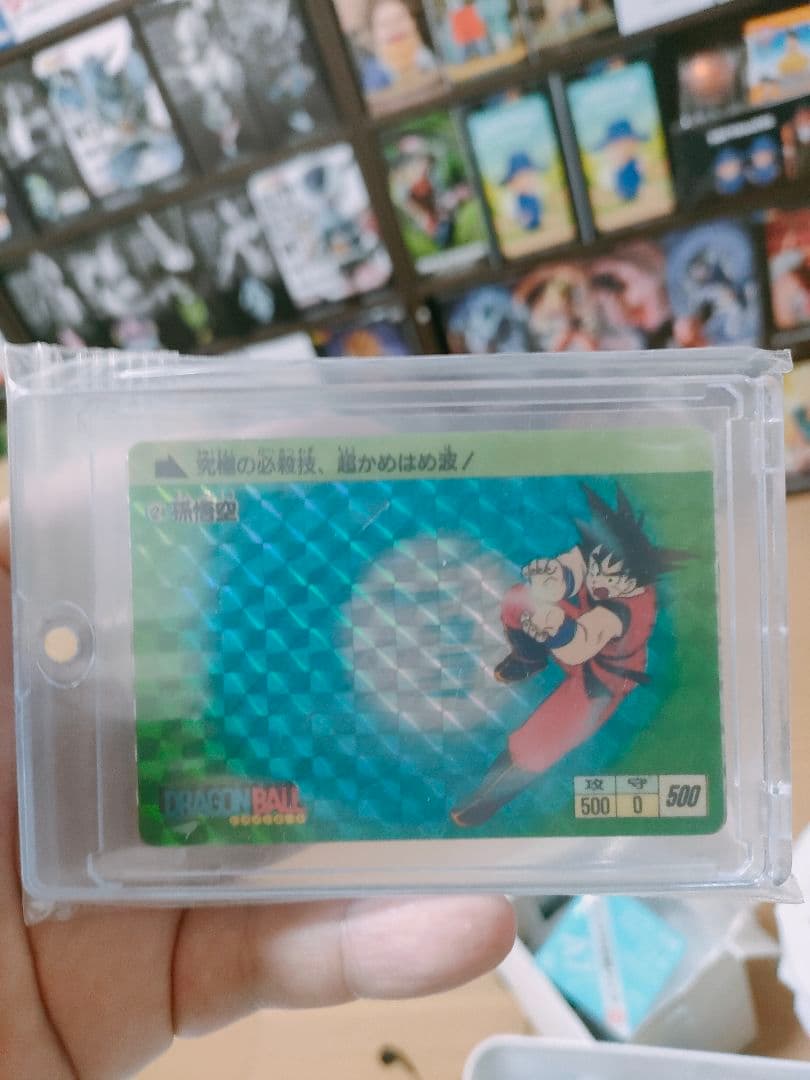 究極の必殺技、超かめはめ波!
② 孫悟空
DRAGON BALL
攻 守
500 0 500